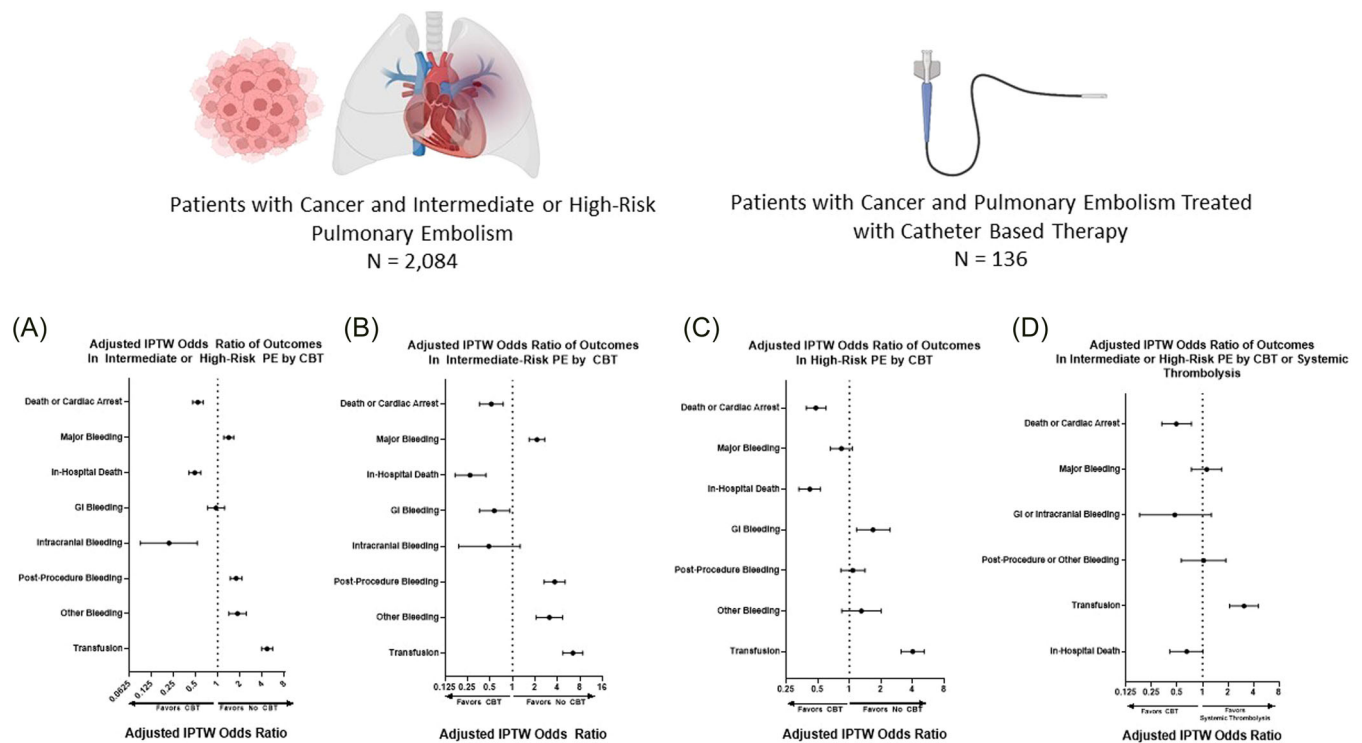 Patients with Cancer and Intermediate or High-Risk
Pulmonary Embolism
N = 2,084
Patients with Cancer and Pulmonary Embolism Treated
with Catheter Based Therapy
N = 136
(A)
Adjusted IPTW Odds Ratio of Outcomes
In Intermediate or High-Risk PE by CBT
Death or Cardiac Arrest
Major Bleeding
In-Hospital Death
GI Bleeding
Intracranial Bleeding
Post-Procedure Bleeding
Other Bleeding
Transfusion
0.0625 0.125 0.25 0.5 1 2 4 8
Favors CBT Favors No CBT
Adjusted IPTW Odds Ratio
(B)
Adjusted IPTW Odds Ratio of Outcomes
In Intermediate-Risk PE by CBT
Death or Cardiac Arrest
Major Bleeding
In-Hospital Death
GI Bleeding
Intracranial Bleeding
Post-Procedure Bleeding
Other Bleeding
Transfusion
0.125 0.25 0.5 1 2 4 8 16
Favors CBT Favors No CBT
Adjusted IPTW Odds Ratio
(C)
Adjusted IPTW Odds Ratio of Outcomes
In High-Risk PE by CBT
Death or Cardiac Arrest
Major Bleeding
In-Hospital Death
GI Bleeding
Post-Procedure Bleeding
Other Bleeding
Transfusion
0.25 0.5 1 2 4 8
Favors CBT Favors No CBT
Adjusted IPTW Odds Ratio
(D)
Adjusted IPTW Odds Ratio of Outcomes
In Intermediate or High-Risk PE by CBT or Systemic
Thrombolysis
Death or Cardiac Arrest
Major Bleeding
GI or Intracranial Bleeding
Post-Procedure or Other Bleeding
Transfusion
In-Hospital Death
0.125 0.25 0.5 1 2 4 8
Favors CBT Favors
Systemic Thrombolysis
Adjusted IPTW Odds Ratio